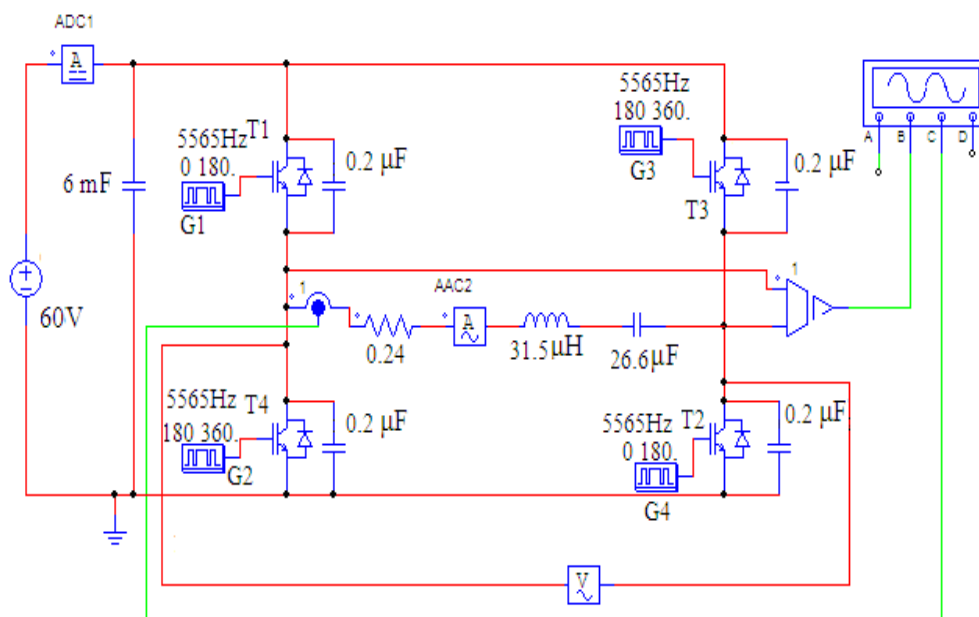 ADC1
A
5565Hz
180 360.
G3
T3
0.2 µF
A
B
C
D
5565Hz
T1
0 180.
G1
0.2 µF
6 mF
60V
1
0.24
AAC2
A
31.5µH
26.6µF
1
5565Hz
T4
180 360.
G2
0.2 µF
5565Hz
T2
0 180.
G4
0.2 µF
V